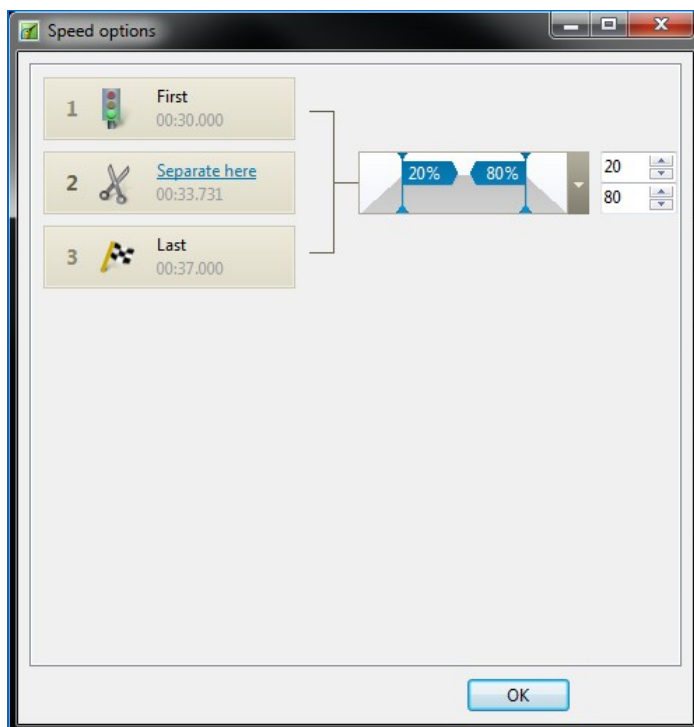 Speed options
1
First
00:30.000
2
Separate here
00:33.731
3
Last
00:37.000
20%
80%
20
80
OK